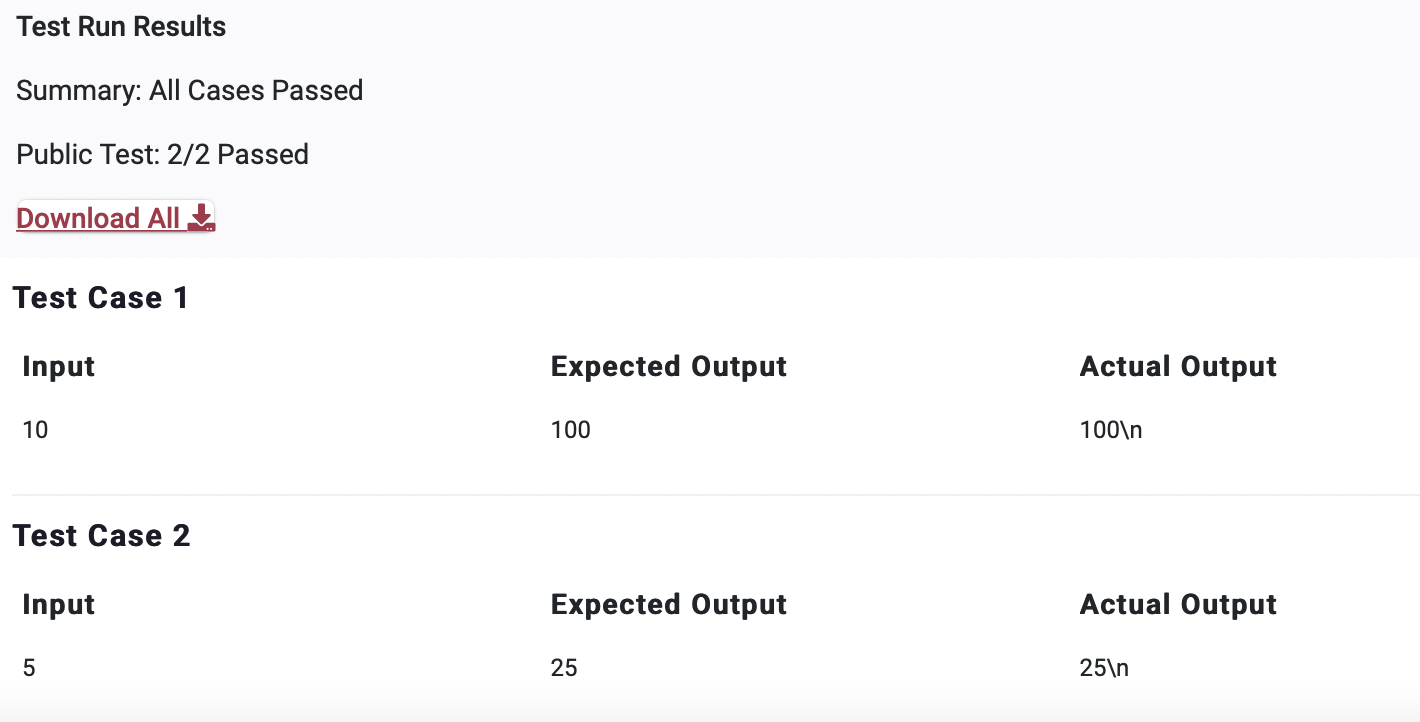 Test Run Results
Summary: All Cases Passed
Public Test: 2/2 Passed
Download All
Test Case 1
Input Expected Output Actual Output
10 100 100\n
Test Case 2
Input Expected Output Actual Output
5 25 25\n